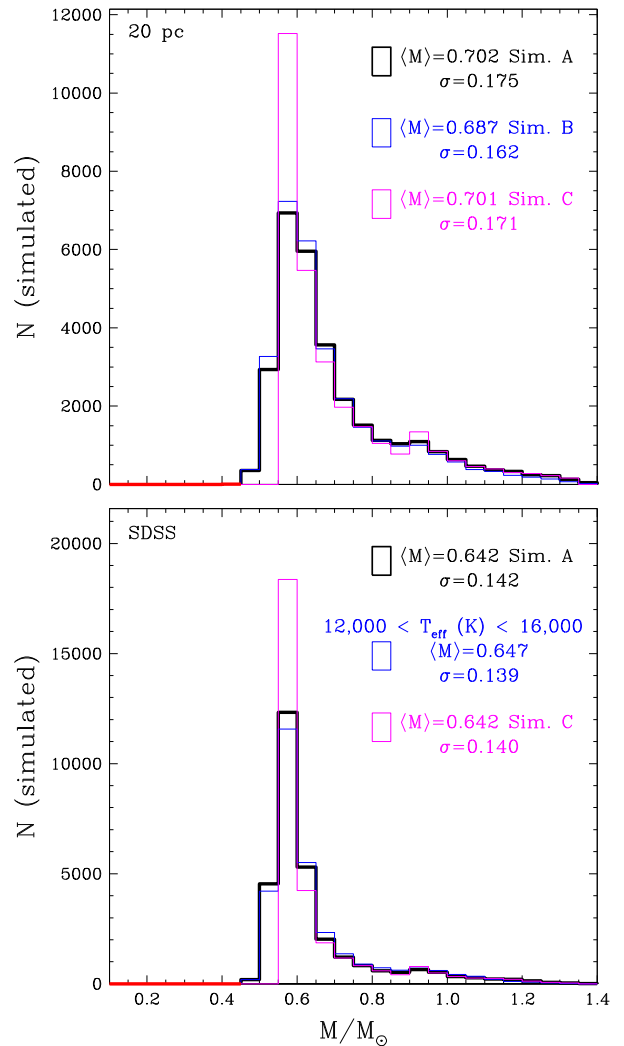 12000
20 pc
⟨M⟩=0.702 Sim. A
σ=0.175
10000
⟨M⟩=0.687 Sim. B
σ=0.162
8000
⟨M⟩=0.701 Sim. C
σ=0.171
6000
N (simulated)
4000
2000
0
SDSS
20000
⟨M⟩=0.642 Sim. A
σ=0.142
12,000 < Teff (K) < 16,000
⟨M⟩=0.647
σ=0.139
15000
⟨M⟩=0.642 Sim. C
σ=0.140
N (simulated)
10000
5000
0
0.2 0.4 0.6 0.8 1.0 1.2 1.4
M/M⊙